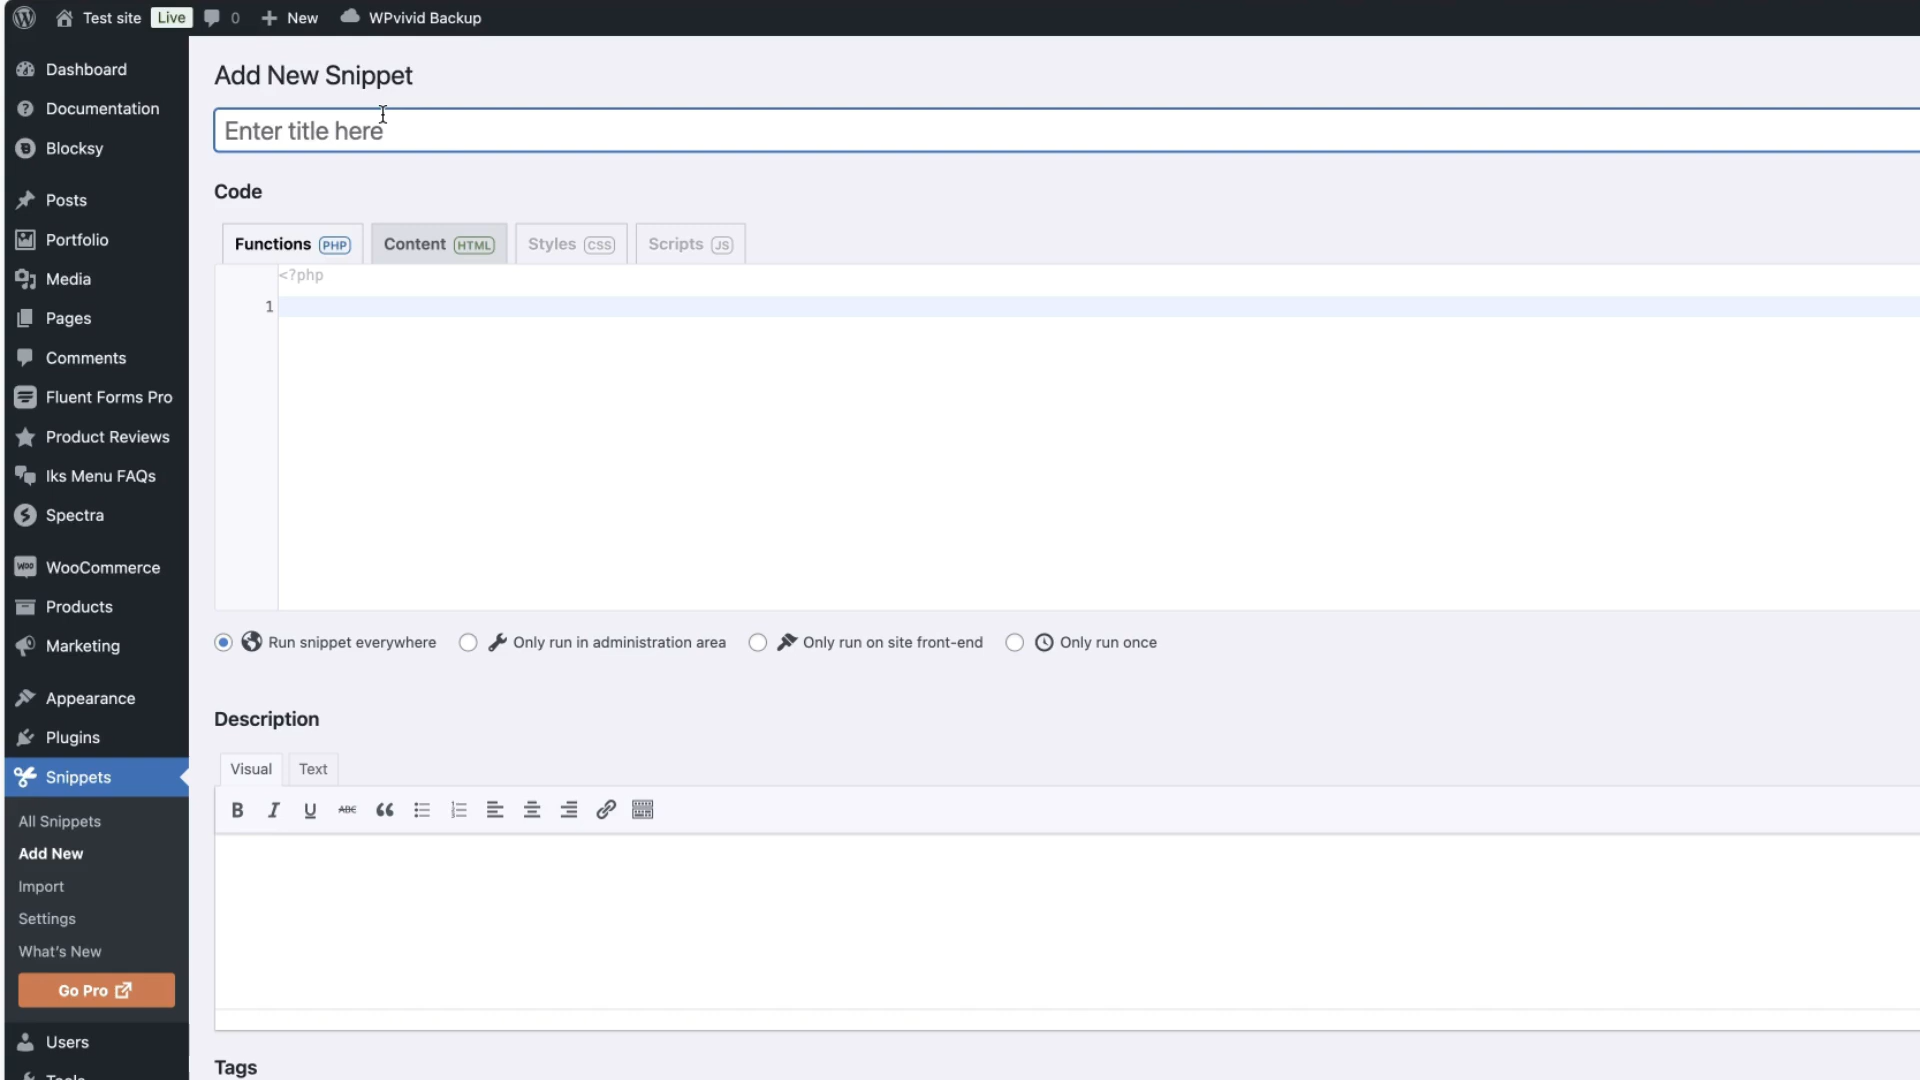 Test site Live 0 New WPvivid Backup
Dashboard
Documentation
Blocksy
Posts
Portfolio
Media
Pages
Comments
Fluent Forms Pro
Product Reviews
Iks Menu FAQs
Spectra
WooCommerce
Products
Marketing
Appearance
Plugins
Snippets
All Snippets
Add New
Import
Settings
What's New
Go Pro
Users
Add New Snippet
Enter title here
Code
Functions PHP Content HTML Styles CSS Scripts JS
<?php
1
Run snippet everywhere Only run in administration area Only run on site front-end Only run once
Description
Visual Text
B I U ABC
Tags